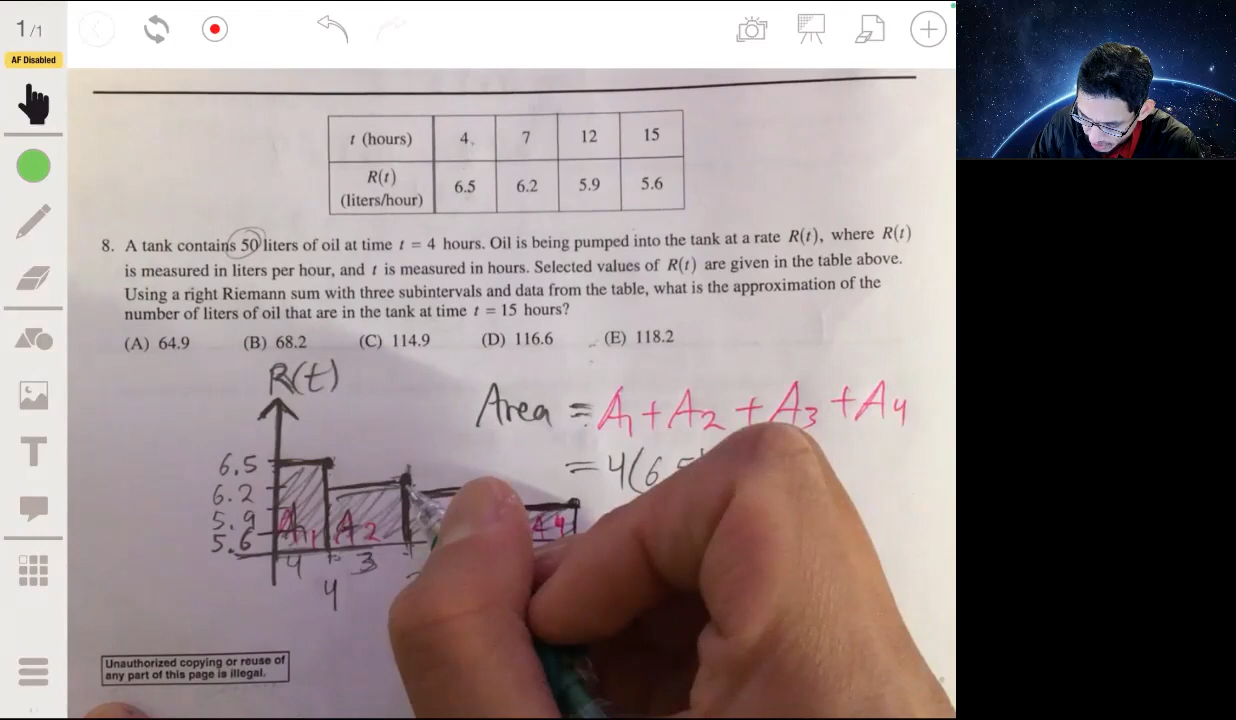 1/1
AF Disabled
t (hours) 4 7 12 15
R(t) (liters/hour) 6.5 6.2 5.9 5.6
8. A tank contains 50 liters of oil at time t = 4 hours. Oil is being pumped into the tank at a rate R(t), where R(t)
is measured in liters per hour, and t is measured in hours. Selected values of R(t) are given in the table above.
Using a right Riemann sum with three subintervals and data from the table, what is the approximation of the
number of liters of oil that are in the tank at time t = 15 hours?
(A) 64.9 (B) 68.2 (C) 114.9 (D) 116.6 (E) 118.2
R(t)
Area = A1 + A2 + A3 + A4
= 4(6.5
6.5
6.2
5.9
5.6
A1 A2 A4
4 3
4
T
Unauthorized copying or reuse of
any part of this page is illegal.